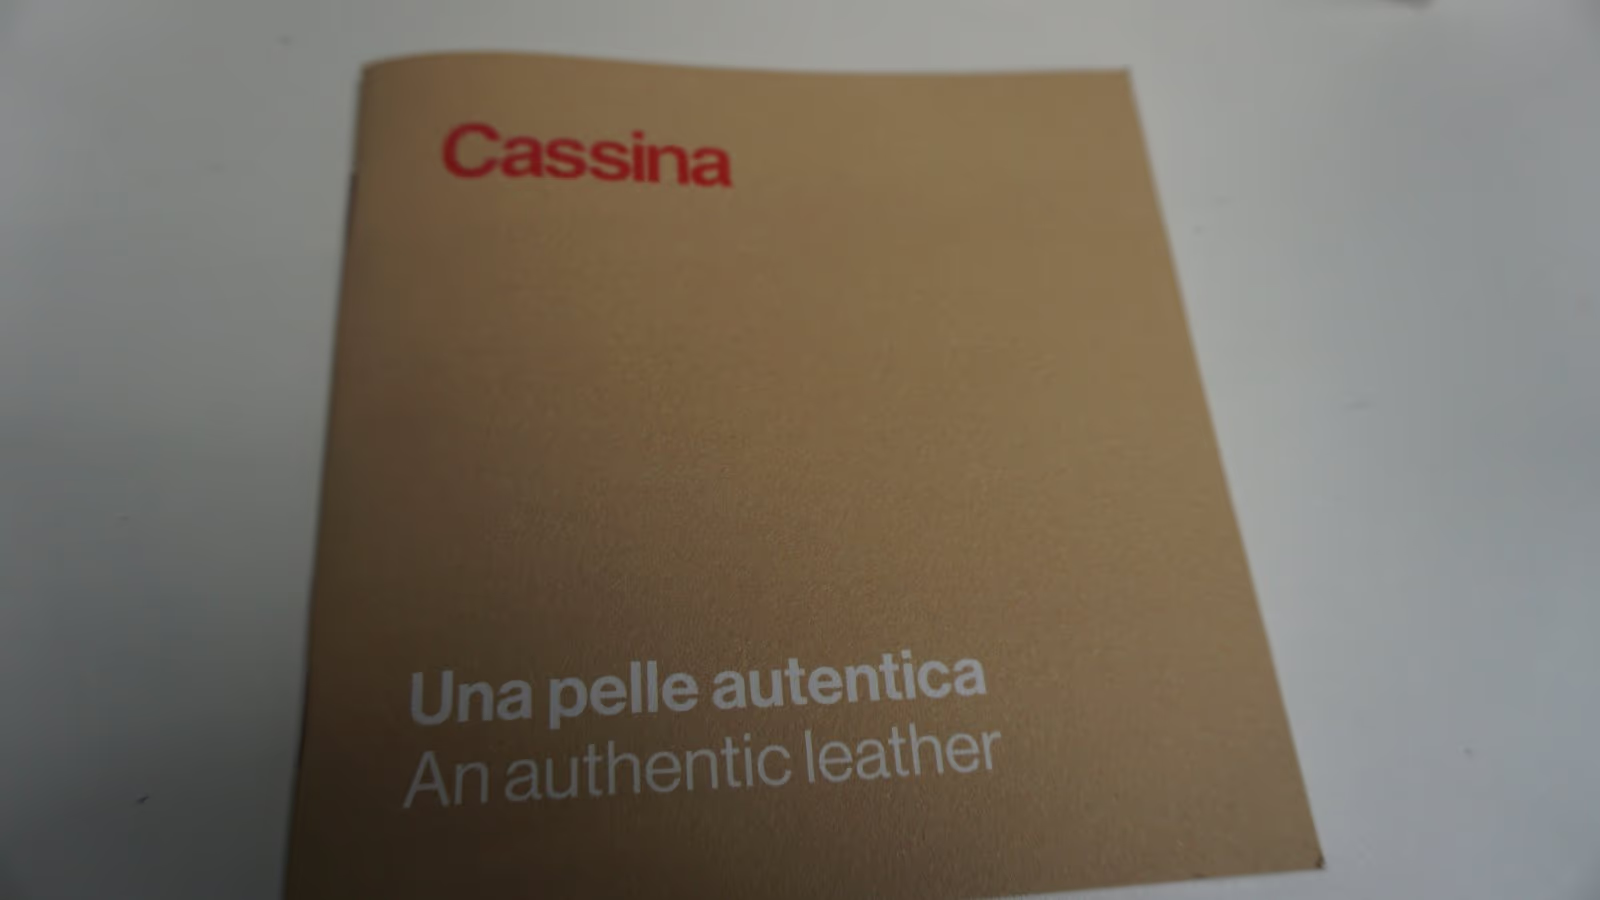 Cassina
Una pelle autentica
An authentic leather